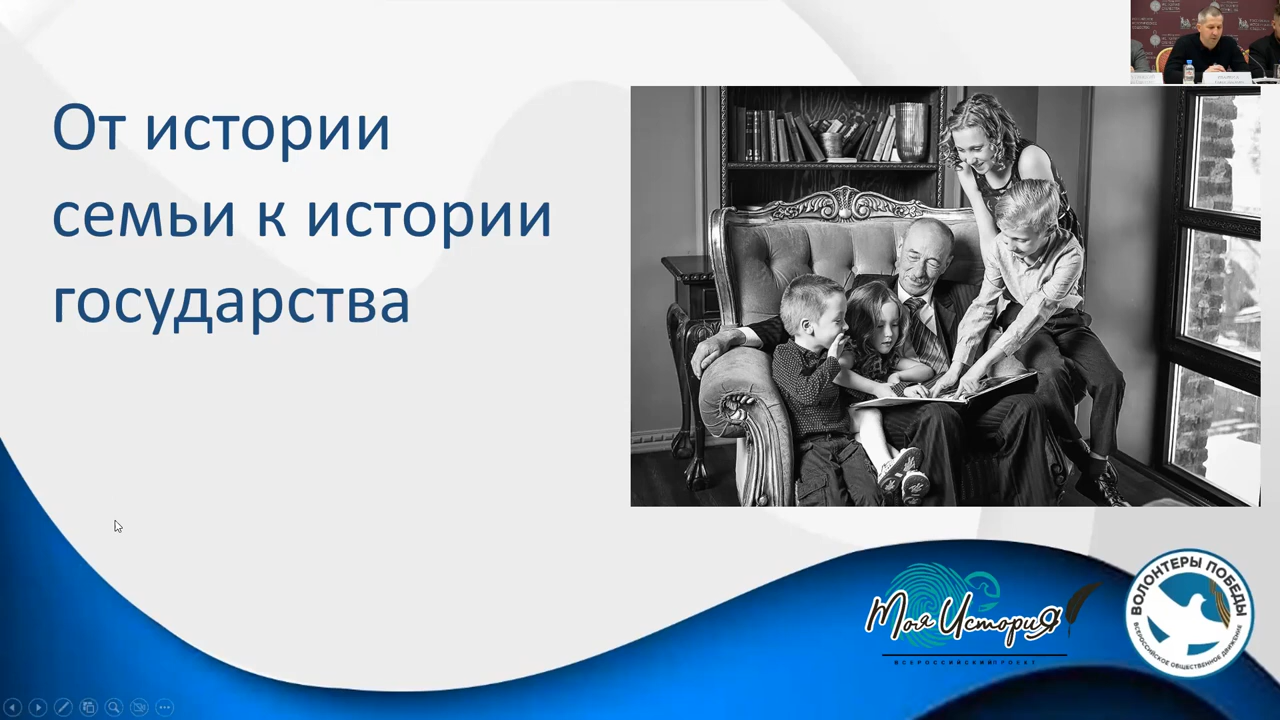 От истории
семьи к истории
государства
Моя История
ВСЕРОССИЙСКИЙ ПРОЕКТ
ВОЛОНТЕРЫ ПОБЕДЫ
ВСЕРОССИЙСКОЕ ОБЩЕСТВЕННОЕ ДВИЖЕНИЕ